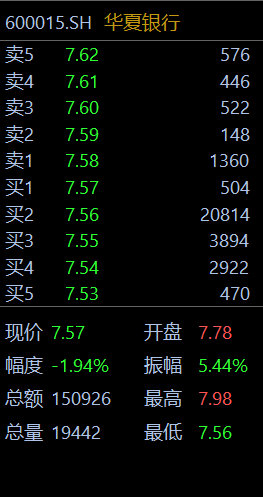 600015.SH 华夏银行
卖5 7.62 576
卖4 7.61 446
卖3 7.60 522
卖2 7.59 148
卖1 7.58 1360
买1 7.57 504
买2 7.56 20814
买3 7.55 3894
买4 7.54 2922
买5 7.53 470
现价 7.57 开盘 7.78
幅度 -1.94% 振幅 5.44%
总额 150926 最高 7.98
总量 19442 最低 7.56